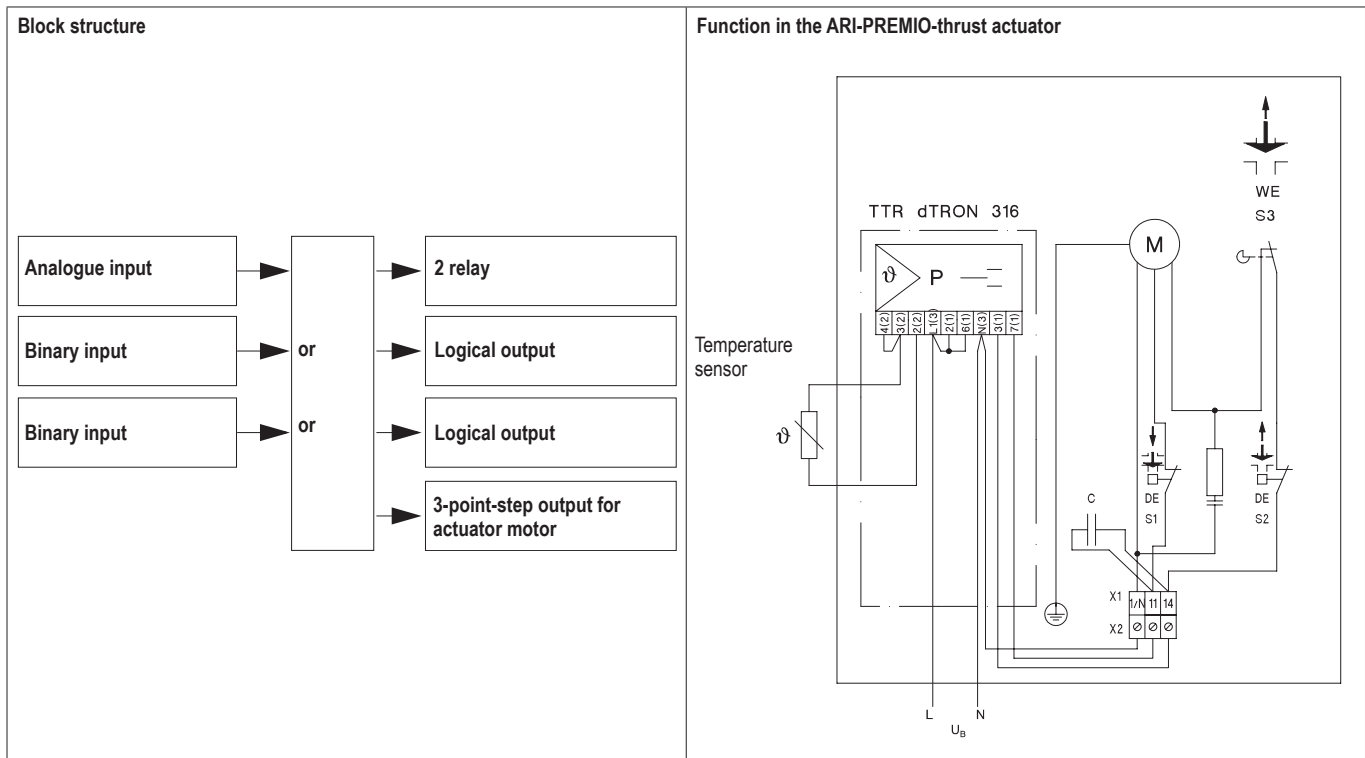 Block structure
Analogue input
Binary input
Binary input
or
or
2 relay
Logical output
Logical output
3-point-step output for
actuator motor
Function in the ARI-PREMIO-thrust actuator
WE
S3
TTR dTRON 316
M
ϑ P
4(2) 3(2) 2(2) L1(3) 2(1) 6(1) N(3) 3(1) 7(1)
Temperature
sensor
ϑ
C
DE
S1
DE
S2
X1 1/N 11 14
X2
L N
UB